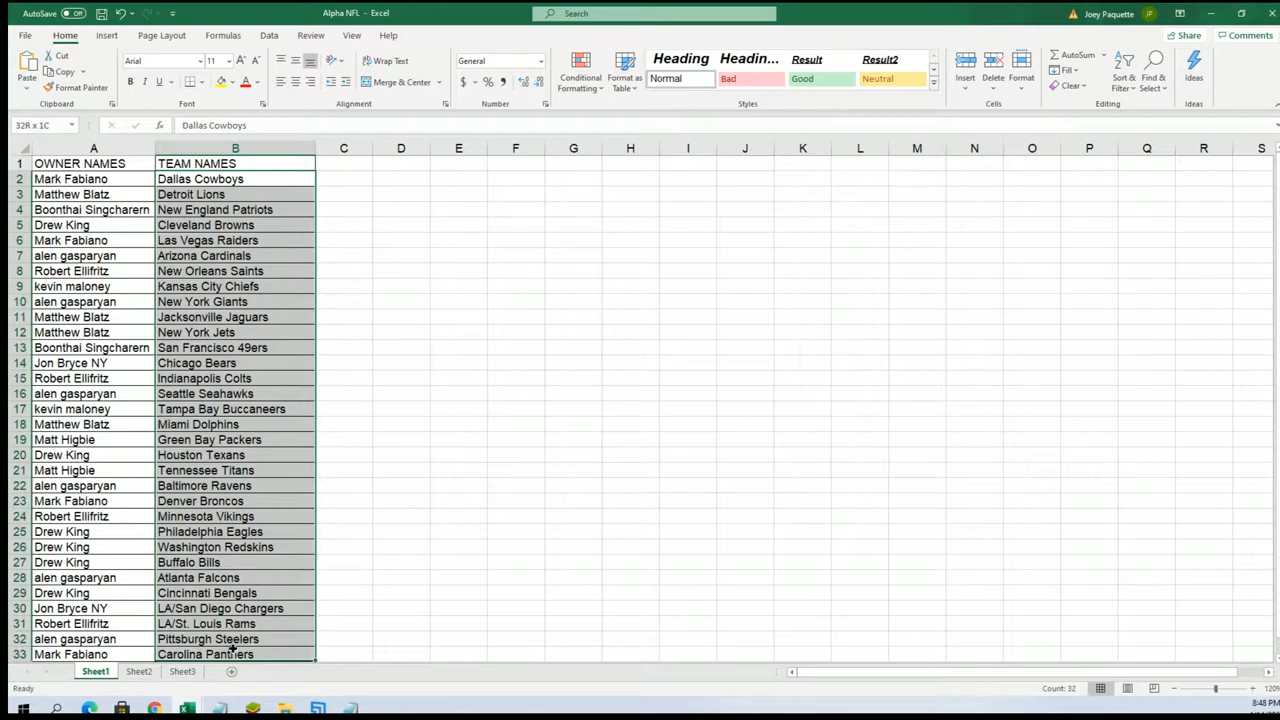 AutoSave Off Alpha NFL - Excel Search Joey Paquette JP
File Home Insert Page Layout Formulas Data Review View Help Share Comments
Paste Cut Copy Format Painter Clipboard
Arial 11 B I U A Font
Wrap Text Merge & Center Alignment
General $ % Number
Conditional Formatting Format as Table
Heading Headin... Result Result2
Normal Bad Good Neutral Styles
Insert Delete Format Cells
AutoSum Fill Clear Sort & Filter Find & Select Editing
Ideas Ideas
32R x 1C fx Dallas Cowboys
A B C D E F G H I J K L M N O P Q R S
1 OWNER NAMES TEAM NAMES
2 Mark Fabiano Dallas Cowboys
3 Matthew Blatz Detroit Lions
4 Boonthai Singcharern New England Patriots
5 Drew King Cleveland Browns
6 Mark Fabiano Las Vegas Raiders
7 alen gasparyan Arizona Cardinals
8 Robert Ellifritz New Orleans Saints
9 kevin maloney Kansas City Chiefs
10 alen gasparyan New York Giants
11 Matthew Blatz Jacksonville Jaguars
12 Matthew Blatz New York Jets
13 Boonthai Singcharern San Francisco 49ers
14 Jon Bryce NY Chicago Bears
15 Robert Ellifritz Indianapolis Colts
16 alen gasparyan Seattle Seahawks
17 kevin maloney Tampa Bay Buccaneers
18 Matthew Blatz Miami Dolphins
19 Matt Higbie Green Bay Packers
20 Drew King Houston Texans
21 Matt Higbie Tennessee Titans
22 alen gasparyan Baltimore Ravens
23 Mark Fabiano Denver Broncos
24 Robert Ellifritz Minnesota Vikings
25 Drew King Philadelphia Eagles
26 Drew King Washington Redskins
27 Drew King Buffalo Bills
28 alen gasparyan Atlanta Falcons
29 Drew King Cincinnati Bengals
30 Jon Bryce NY LA/San Diego Chargers
31 Robert Ellifritz LA/St. Louis Rams
32 alen gasparyan Pittsburgh Steelers
33 Mark Fabiano Carolina Panthers
Sheet1 Sheet2 Sheet3
Ready Count: 32 120%
8:48 PM